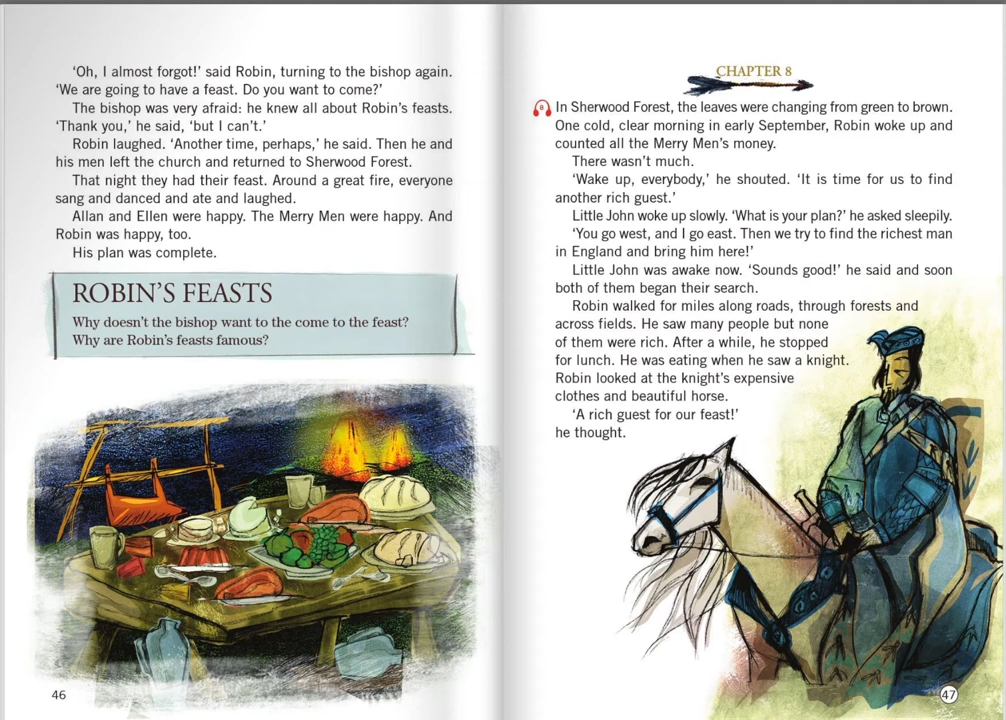 ‘Oh, I almost forgot!’ said Robin, turning to the bishop again.
‘We are going to have a feast. Do you want to come?’
The bishop was very afraid: he knew all about Robin’s feasts.
‘Thank you,’ he said, ‘but I can’t.’
Robin laughed. ‘Another time, perhaps,’ he said. Then he and
his men left the church and returned to Sherwood Forest.
That night they had their feast. Around a great fire, everyone
sang and danced and ate and laughed.
Allan and Ellen were happy. The Merry Men were happy. And
Robin was happy, too.
His plan was complete.
ROBIN’S FEASTS
Why doesn’t the bishop want to the come to the feast?
Why are Robin’s feasts famous?
46
CHAPTER 8
8
In Sherwood Forest, the leaves were changing from green to brown.
One cold, clear morning in early September, Robin woke up and
counted all the Merry Men’s money.
There wasn’t much.
‘Wake up, everybody,’ he shouted. ‘It is time for us to find
another rich guest.’
Little John woke up slowly. ‘What is your plan?’ he asked sleepily.
‘You go west, and I go east. Then we try to find the richest man
in England and bring him here!’
Little John was awake now. ‘Sounds good!’ he said and soon
both of them began their search.
Robin walked for miles along roads, through forests and
across fields. He saw many people but none
of them were rich. After a while, he stopped
for lunch. He was eating when he saw a knight.
Robin looked at the knight’s expensive
clothes and beautiful horse.
‘A rich guest for our feast!’
he thought.
47